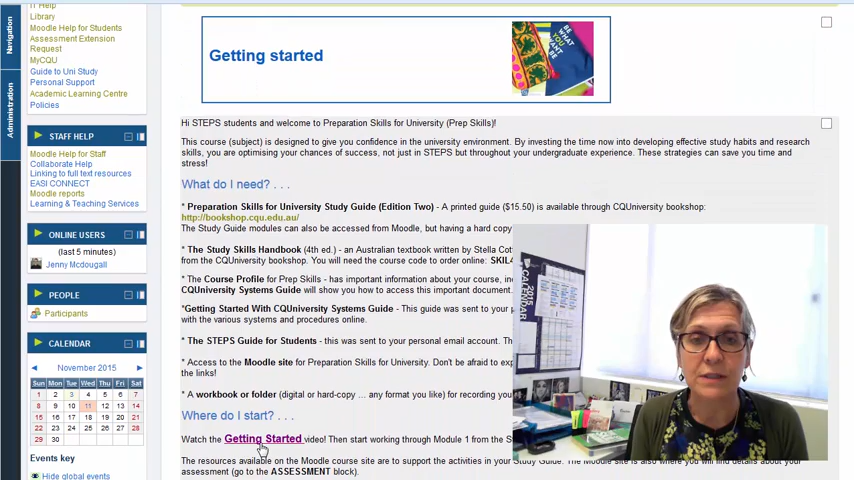 IT Help
Library
Moodle Help for Students
Assessment Extension
Request
MyCQU
Guide to Uni Study
Personal Support
Academic Learning Centre
Policies
Navigation
Administration
STAFF HELP
Moodle Help for Staff
Collaborate Help
Linking to full text resources
EASI CONNECT
Moodle reports
Learning & Teaching Services
ONLINE USERS
(last 5 minutes)
Jenny Mcdougall
PEOPLE
Participants
CALENDAR
◄ November 2015 ►
Sun Mon Tue Wed Thu Fri Sat
1 2 3 4 5 6 7
8 9 10 11 12 13 14
15 16 17 18 19 20 21
22 23 24 25 26 27 28
29 30
Events key
Hide global events
Getting started
BE WHAT YOU WANT BE
Hi STEPS students and welcome to Preparation Skills for University (Prep Skills)!
This course (subject) is designed to give you confidence in the university environment. By investing the time now into developing effective study habits and research
skills, you are optimising your chances of success, not just in STEPS but throughout your undergraduate experience. These strategies can save you time and
stress!
What do I need? . . .
* Preparation Skills for University Study Guide (Edition Two) - A printed guide ($15.50) is available through CQUniversity bookshop:
http://bookshop.cqu.edu.au/
The Study Guide modules can also be accessed from Moodle, but having a hard copy
* The Study Skills Handbook (4th ed.) - an Australian textbook written by Stella Cott
from the CQUniversity bookshop. You will need the course code to order online: SKIL4
* The Course Profile for Prep Skills - has important information about your course, inc
CQUniversity Systems Guide will show you how to access this important document.
*Getting Started With CQUniversity Systems Guide - This guide was sent to your p
with the various systems and procedures online.
* The STEPS Guide for Students - this was sent to your personal email account. Th
* Access to the Moodle site for Preparation Skills for University. Don't be afraid to exp
the links!
* A workbook or folder (digital or hard-copy ... any format you like) for recording your
Where do I start? . . .
Watch the Getting Started video! Then start working through Module 1 from the S
The resources available on the Moodle course site are to support the activities in your Study Guide. The Moodle site is also where you will find details about your
assessment (go to the ASSESSMENT block).
CALENDAR
2015